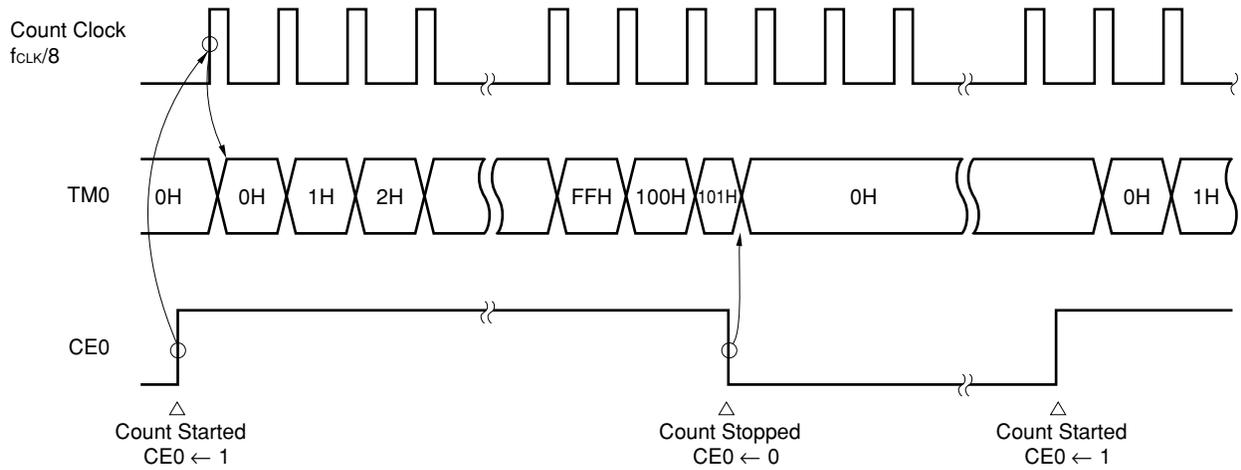 Count Clock
fCLK/8
TM0
0H 0H 1H 2H FFH 100H 101H 0H 0H 1H
CE0
Count Started
CE0 ← 1
Count Stopped
CE0 ← 0
Count Started
CE0 ← 1